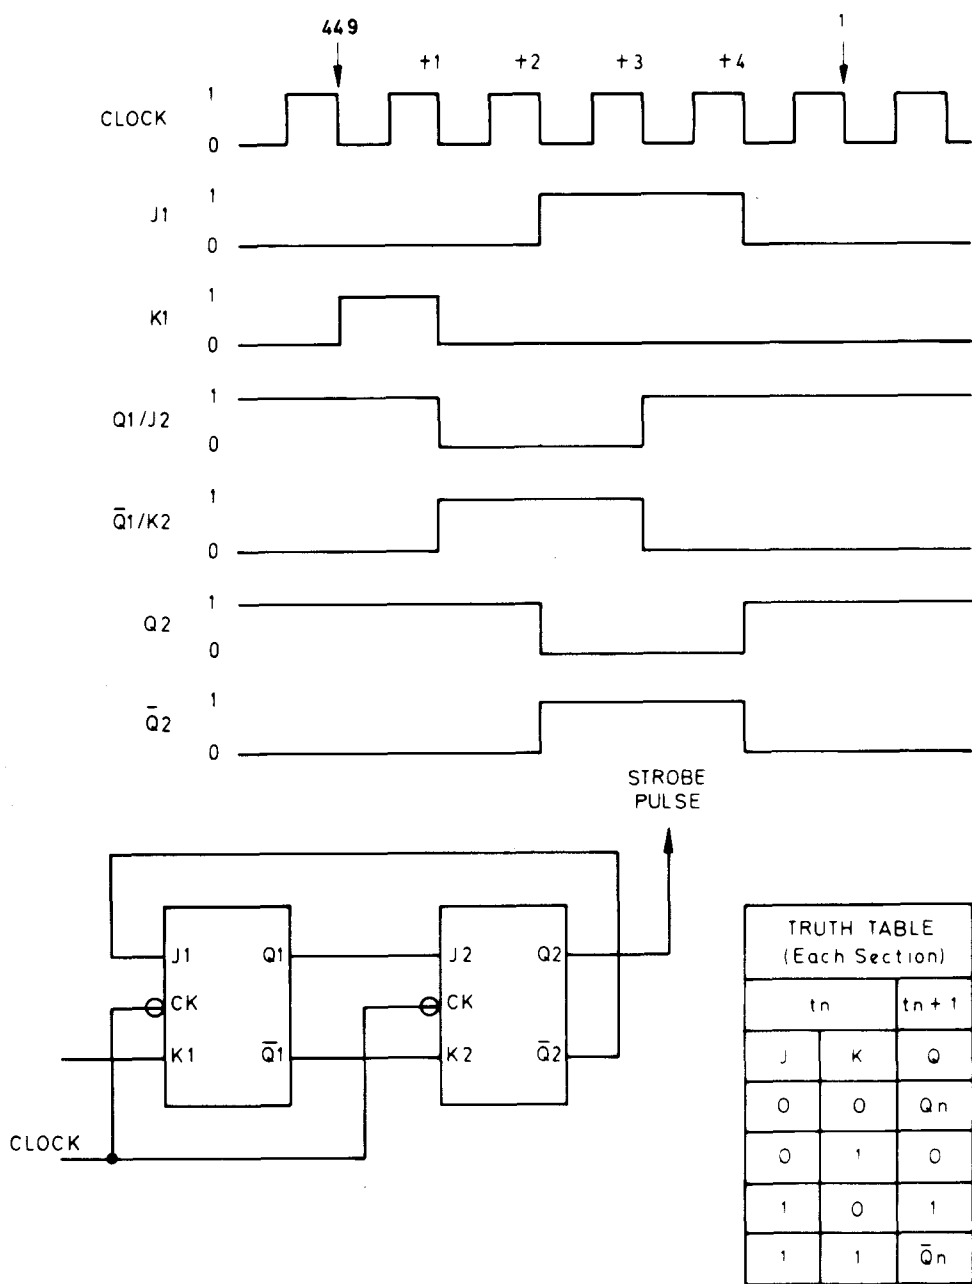 449
1
+1
+2
+3
+4
CLOCK
1
0
J1
1
0
K1
1
0
Q1/J2
1
0
Q̅1/K2
1
0
Q2
1
0
Q̅2
1
0
STROBE
PULSE
J1
Q1
CK
K1
Q̅1
J2
Q2
CK
K2
Q̅2
CLOCK
TRUTH TABLE
(Each Section)
tn tn+1
J K Q
0 0 Qn
0 1 0
1 0 1
1 1 Q̅n